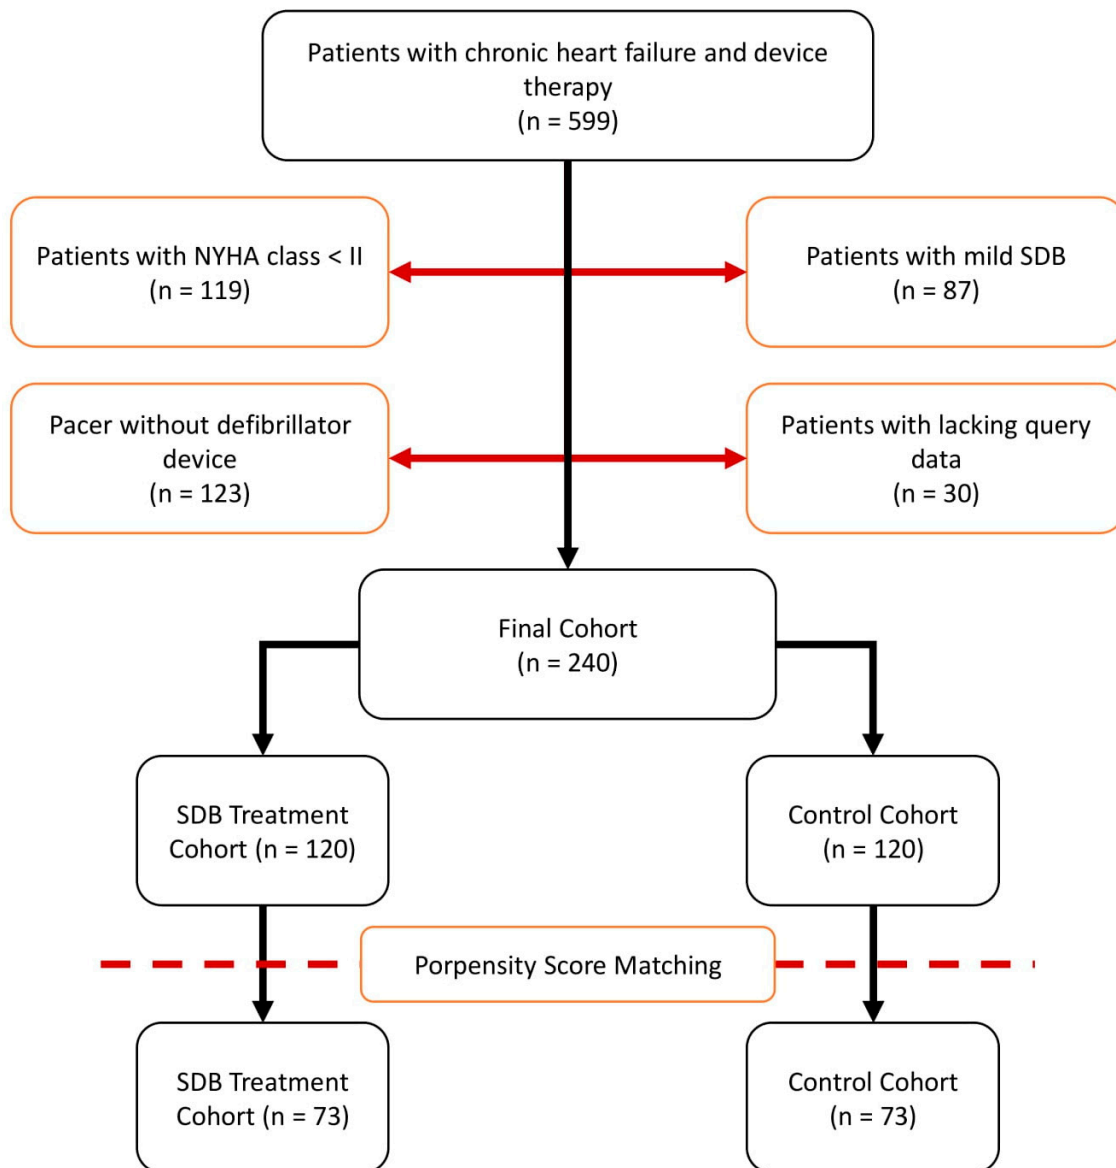 Patients with chronic heart failure and device
therapy
(n = 599)
Patients with NYHA class < II
(n = 119)
Patients with mild SDB
(n = 87)
Pacer without defibrillator
device
(n = 123)
Patients with lacking query
data
(n = 30)
Final Cohort
(n = 240)
SDB Treatment
Cohort (n = 120)
Control Cohort
(n = 120)
Porpensity Score Matching
SDB Treatment
Cohort (n = 73)
Control Cohort
(n = 73)